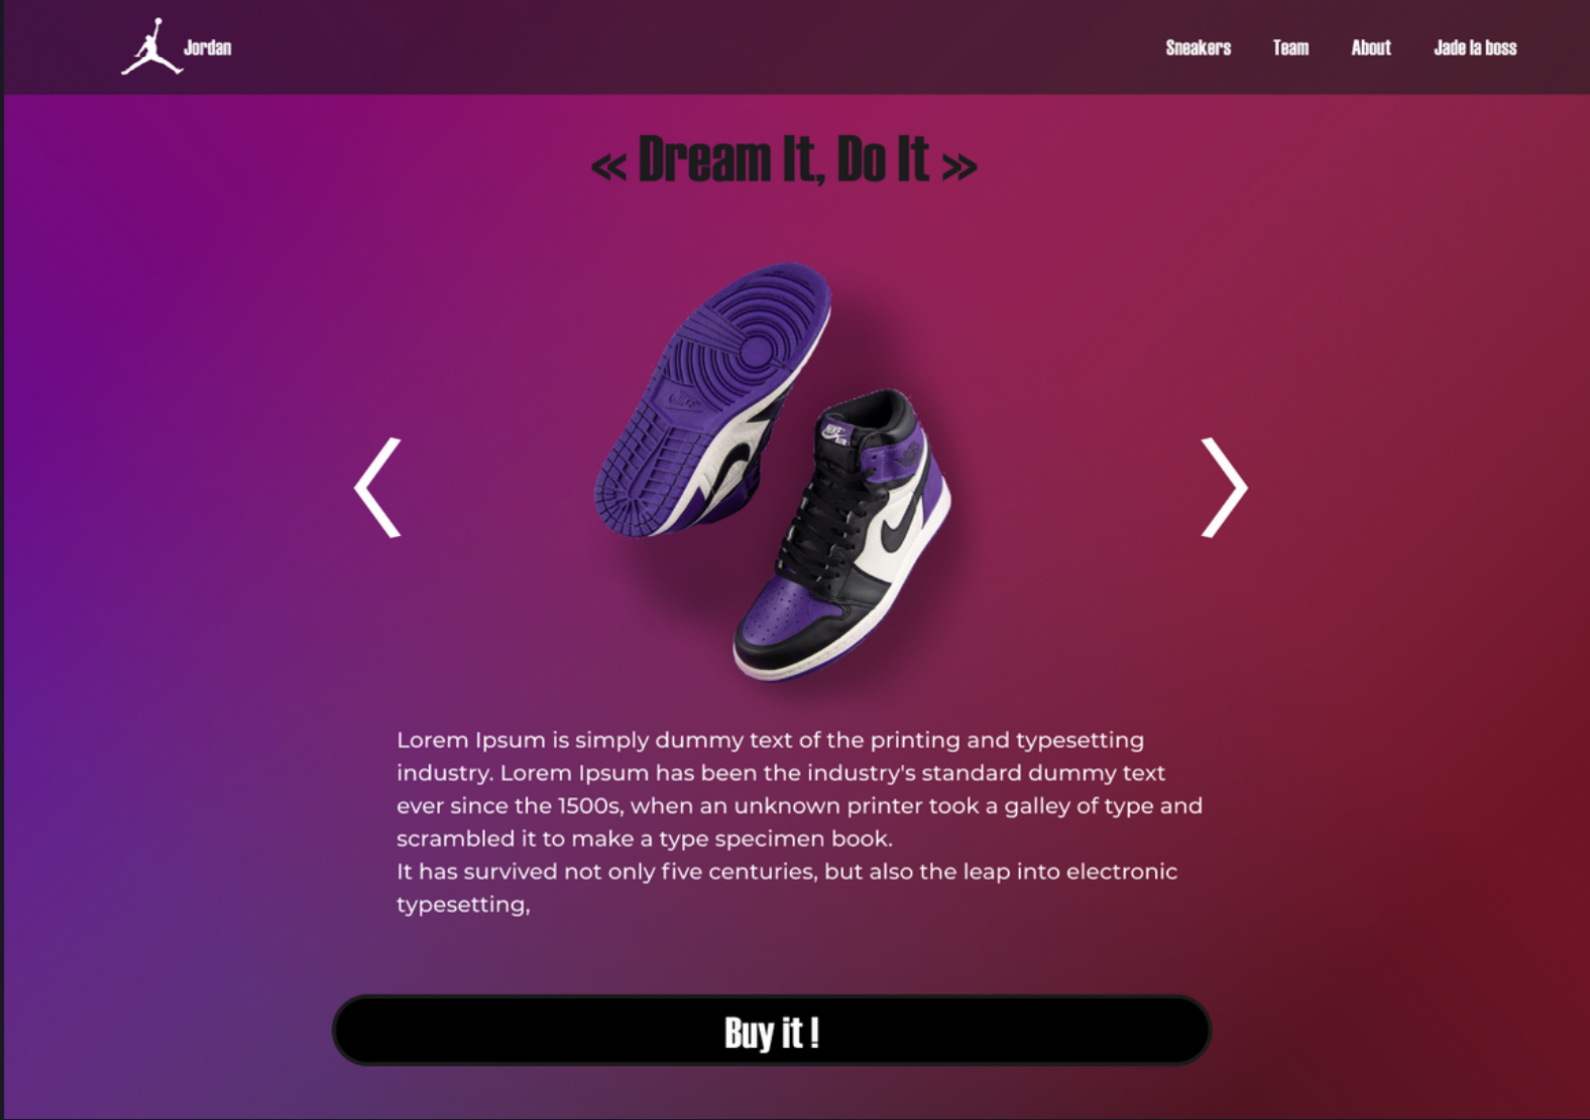 Jordan
Sneakers Team About Jade la boss
« Dream It, Do It »
Lorem Ipsum is simply dummy text of the printing and typesetting
industry. Lorem Ipsum has been the industry's standard dummy text
ever since the 1500s, when an unknown printer took a galley of type and
scrambled it to make a type specimen book.
It has survived not only five centuries, but also the leap into electronic
typesetting,
Buy it !